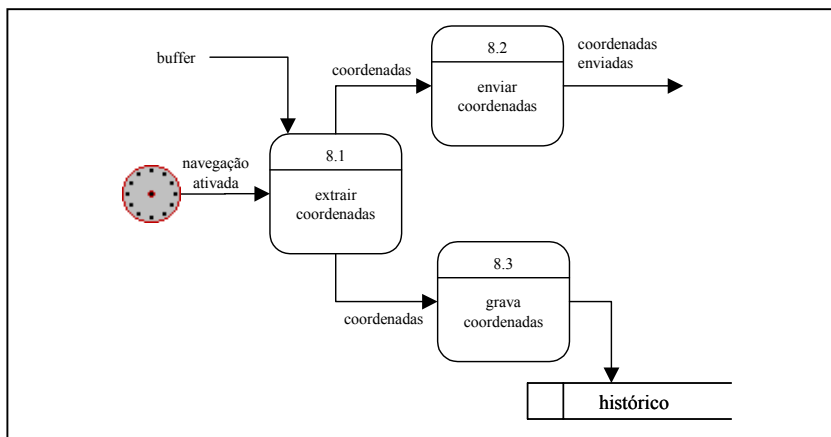 8.2
coordenadas
enviadas
buffer
coordenadas
enviar
coordenadas
8.1
navegação
ativada
extrair
coordenadas
8.3
coordenadas
grava
coordenadas
histórico